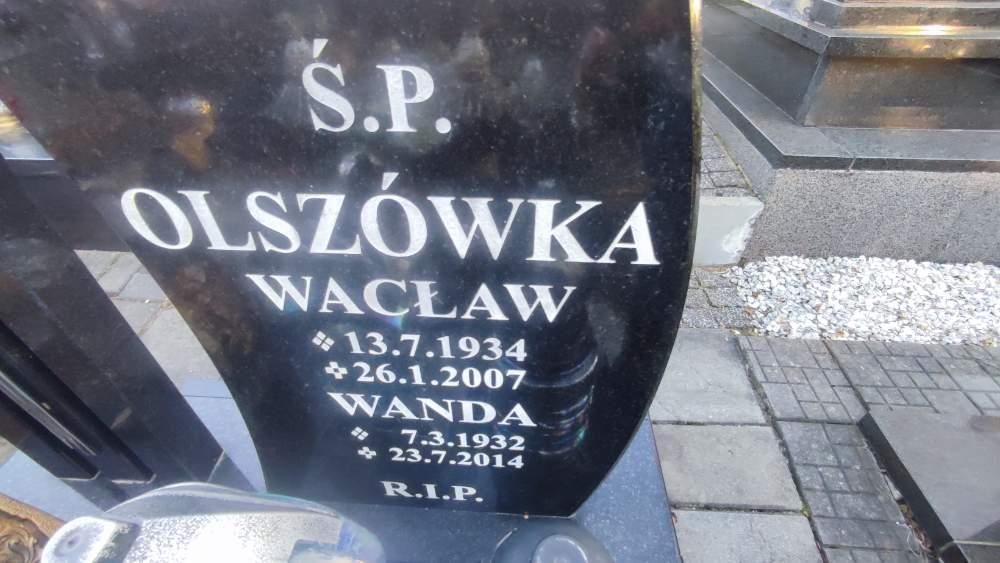 Ś.P.
OLSZÓWKA
WACŁAW
13.7.1934
26.1.2007
WANDA
7.3.1932
23.7.2014
R.I.P.